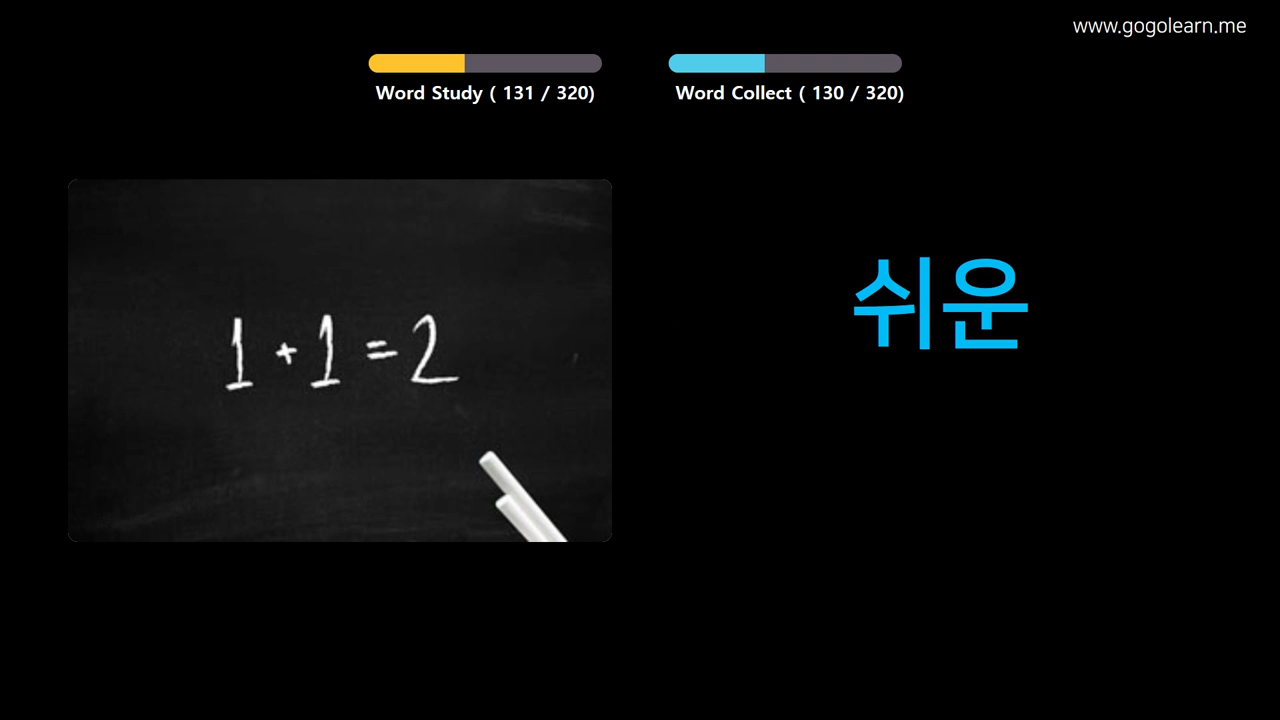 www.gogolearn.me
Word Study ( 131 / 320)
Word Collect ( 130 / 320)
1 + 1 = 2
쉬운